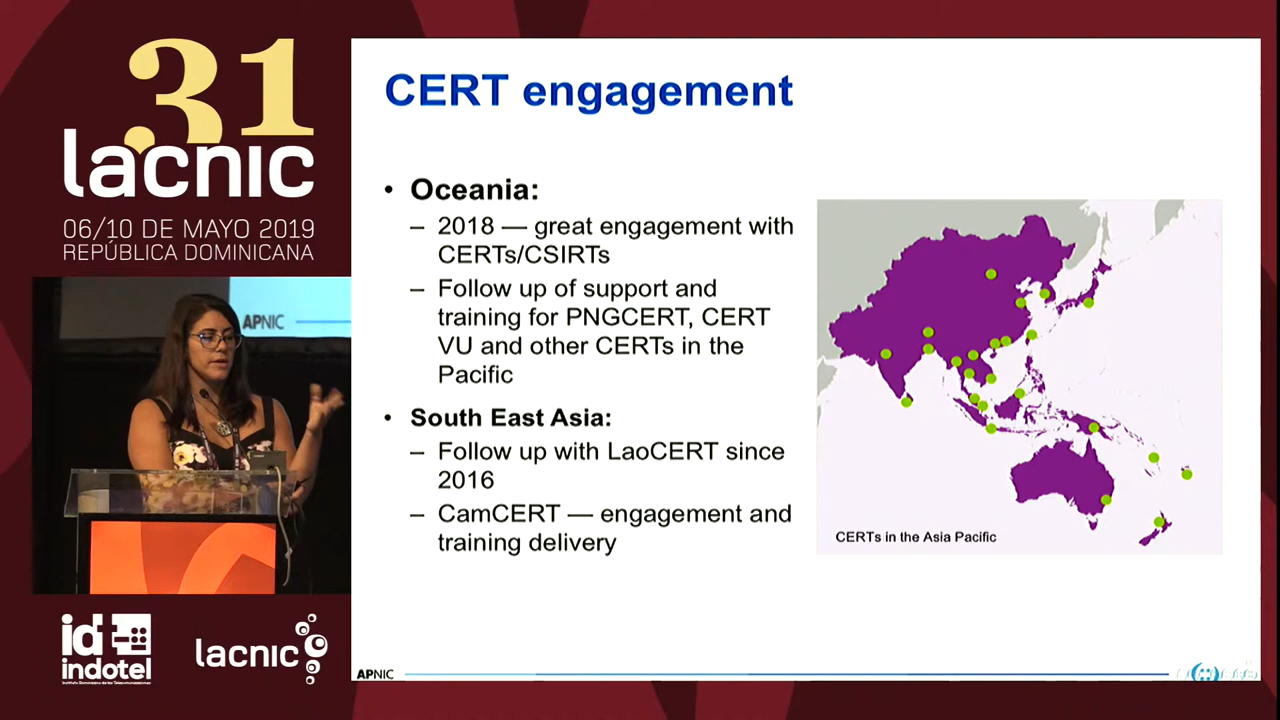 31
lacnic
06/10 DE MAYO 2019
REPÚBLICA DOMINICANA
APNIC
id
indotel
lacnic
CERT engagement
• Oceania:
– 2018 — great engagement with
CERTs/CSIRTs
– Follow up of support and
training for PNGCERT, CERT
VU and other CERTs in the
Pacific
• South East Asia:
– Follow up with LaoCERT since
2016
– CamCERT — engagement and
training delivery
CERTs in the Asia Pacific
APNIC